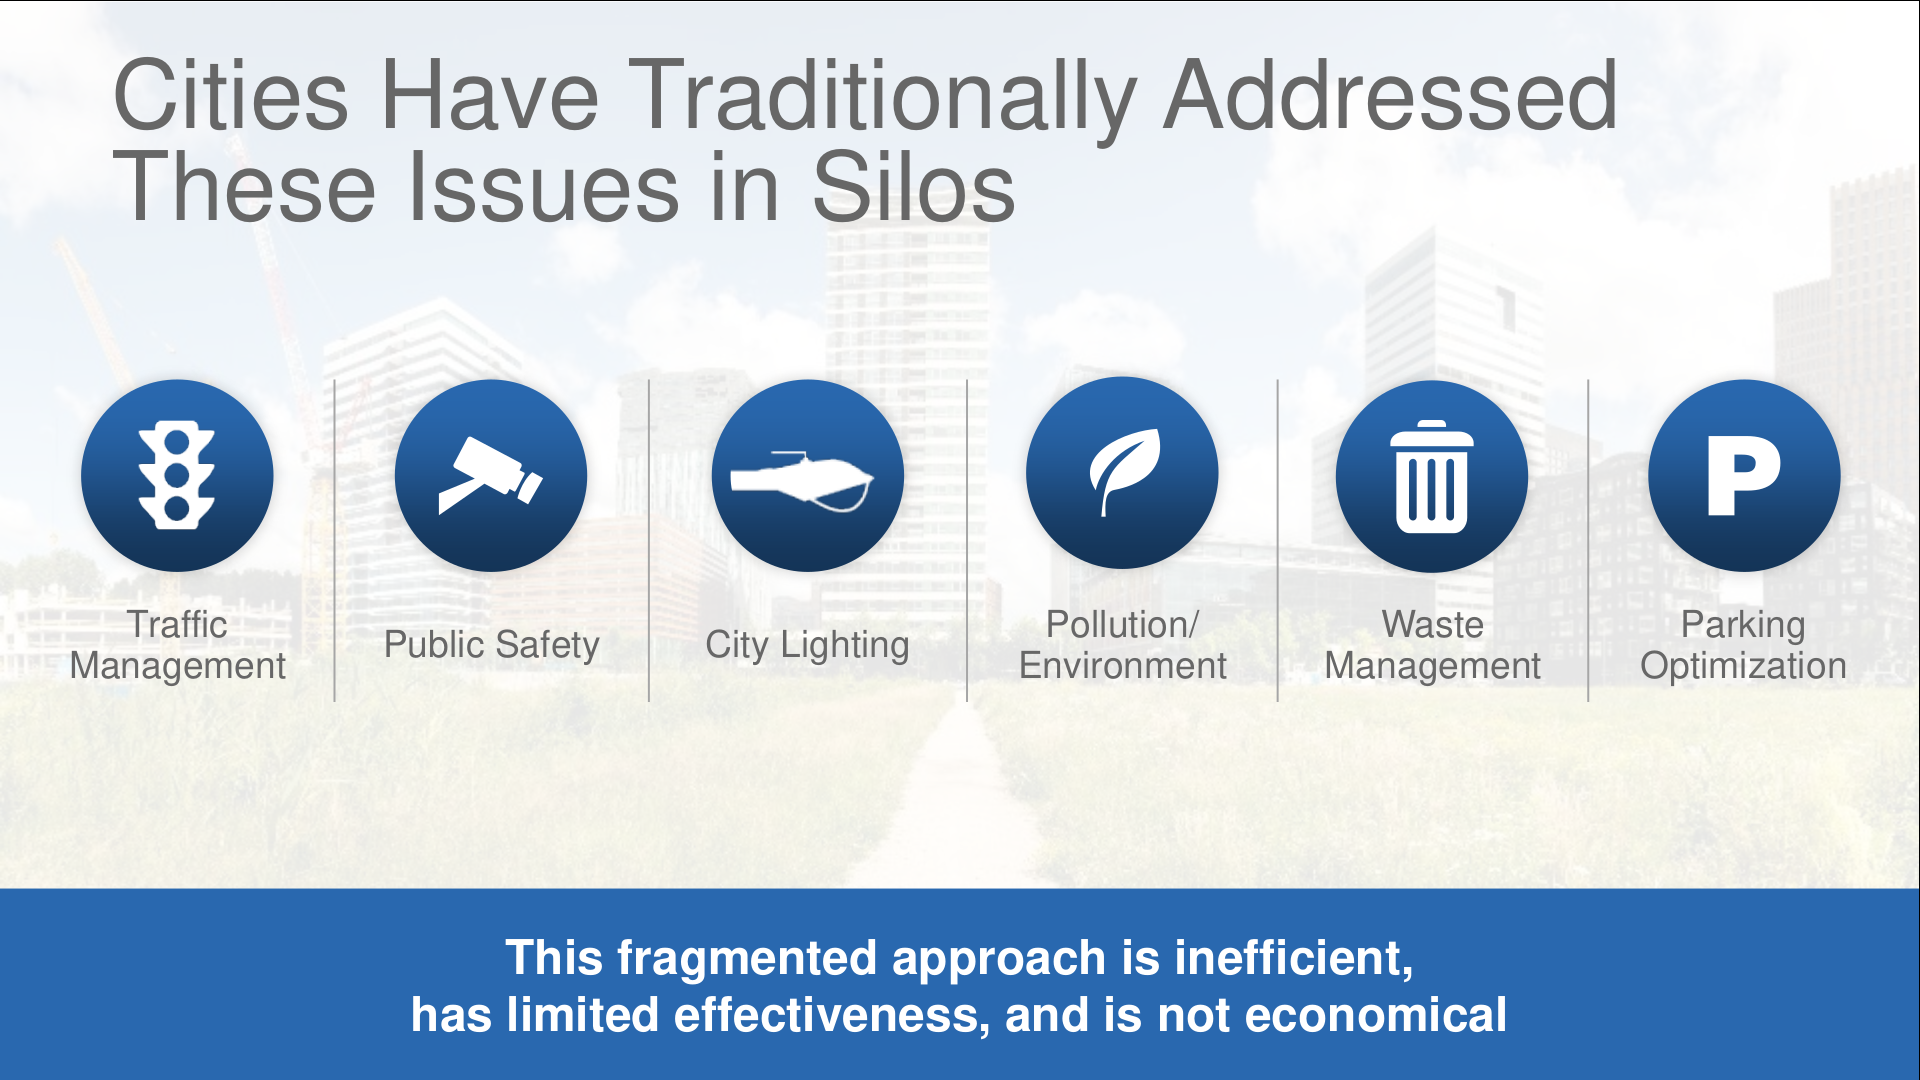 Cities Have Traditionally Addressed
These Issues in Silos
P
Traffic
Management
Public Safety
City Lighting
Pollution/
Environment
Waste
Management
Parking
Optimization
This fragmented approach is inefficient,
has limited effectiveness, and is not economical